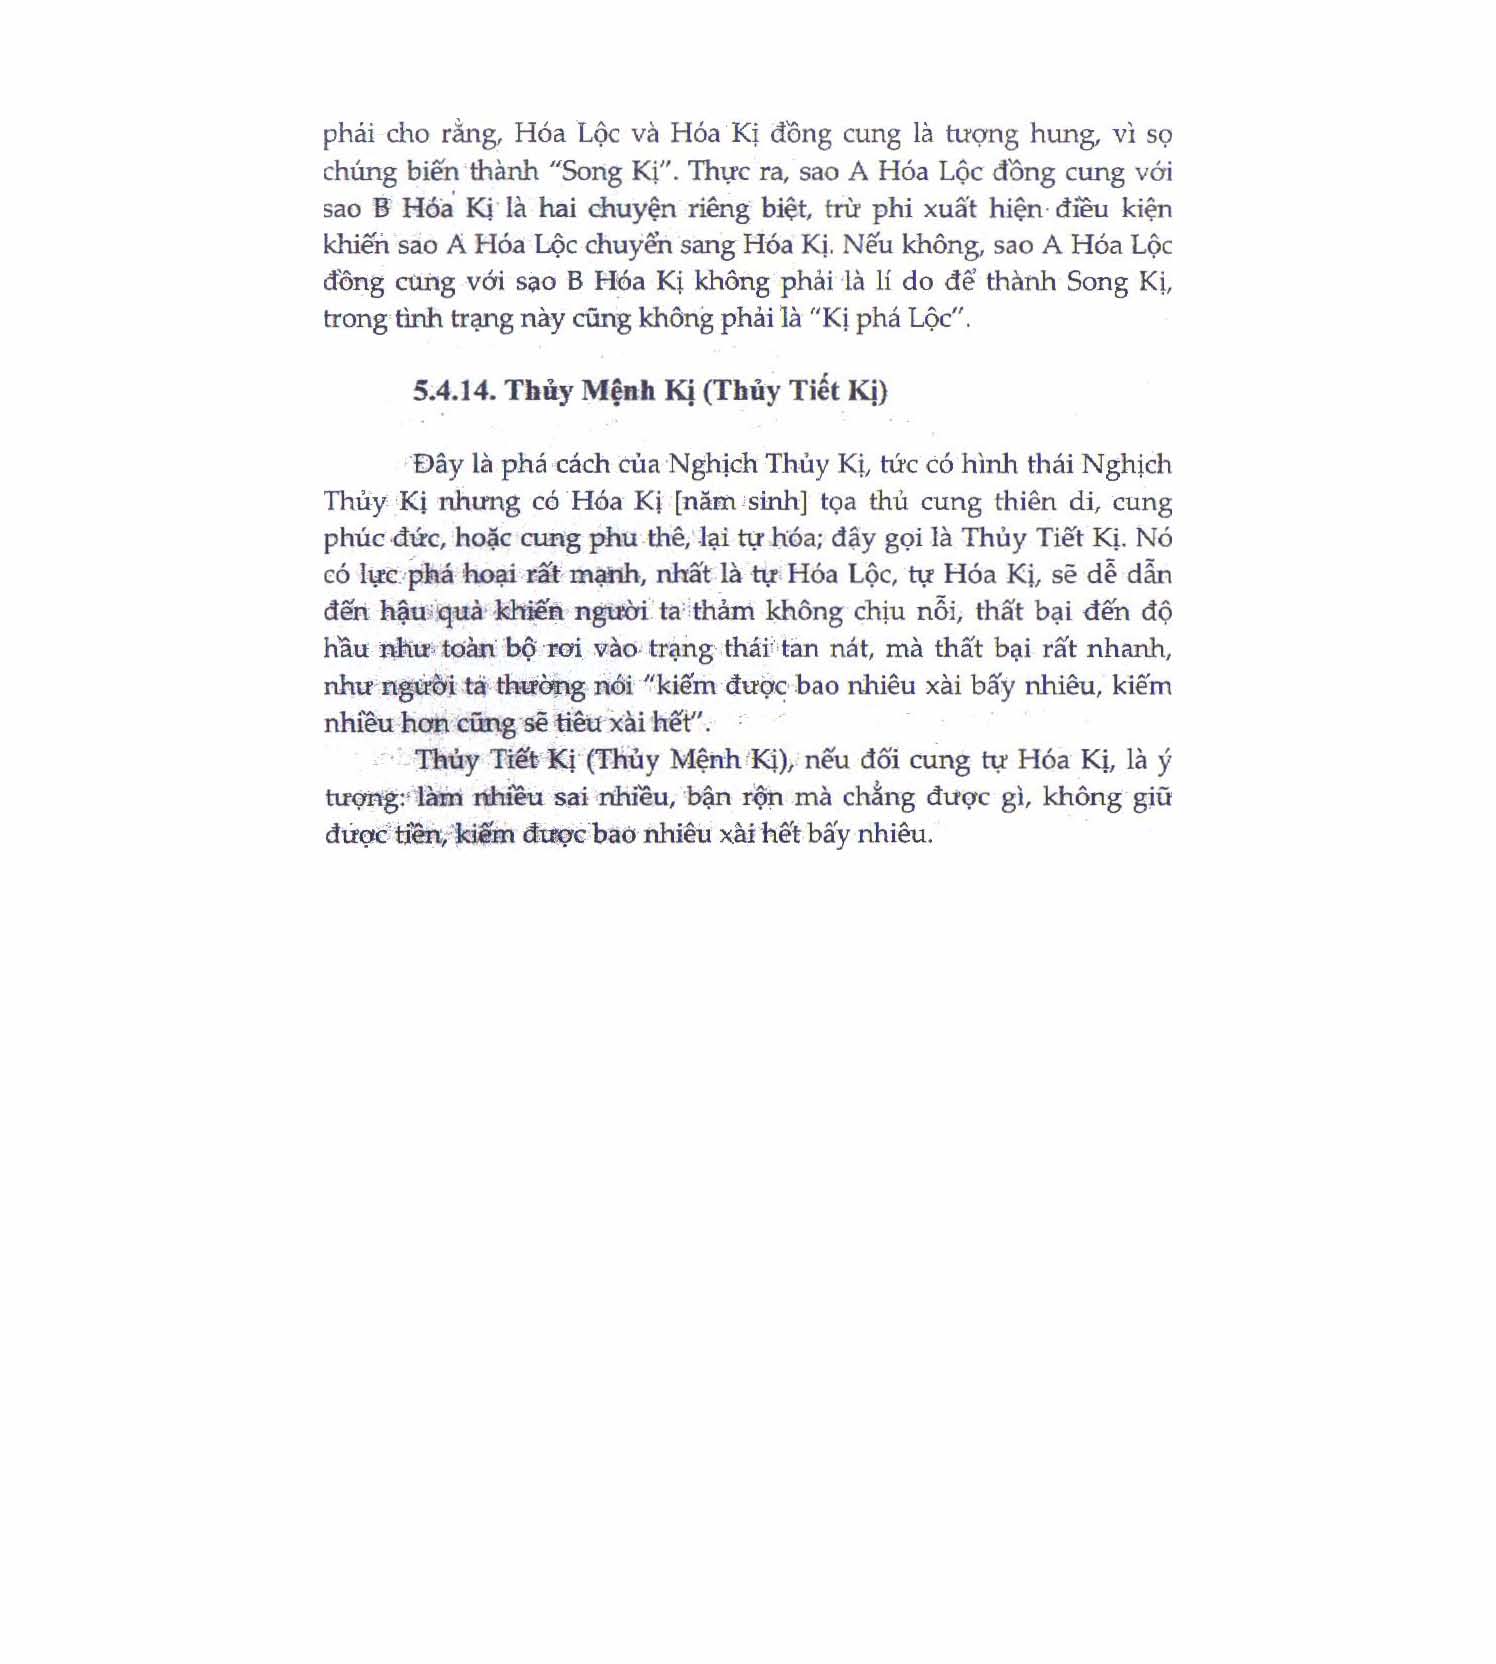 phái cho rằng, Hóa Lộc và Hóa Kị đồng cung là tượng hung, vì sợ
chúng biến thành "Song Kị". Thực ra, sao A Hóa Lộc đồng cung với
sao B Hóa Kị là hai chuyện riêng biệt, trừ phi xuất hiện điều kiện
khiến sao A Hóa Lộc chuyển sang Hóa Kị. Nếu không, sao A Hóa Lộc
đồng cung với sao B Hóa Kị không phải là lí do để thành Song Kị,
trong tình trạng này cũng không phải là "Kị phá Lộc".
5.4.14. Thủy Mệnh Kị (Thủy Tiết Kị)
Đây là phá cách của Nghịch Thủy Kị, tức có hình thái Nghịch
Thủy Kị nhưng có Hóa Kị [năm sinh] tọa thủ cung thiên di, cung
phúc đức, hoặc cung phu thê, lại tự hóa; đây gọi là Thủy Tiết Kị. Nó
có lực phá hoại rất mạnh, nhất là tự Hóa Lộc, tự Hóa Kị, sẽ dễ dẫn
đến hậu quả khiến người ta thảm không chịu nỗi, thất bại đến độ
hầu như toàn bộ rơi vào trạng thái tan nát, mà thất bại rất nhanh,
như người ta thường nói "kiếm được bao nhiêu xài bấy nhiêu, kiếm
nhiều hơn cũng sẽ tiêu xài hết".
Thủy Tiết Kị (Thủy Mệnh Kị), nếu đối cung tự Hóa Kị, là ý
tượng: làm nhiều sai nhiều, bận rộn mà chẳng được gì, không giữ
được tiền, kiếm được bao nhiêu xài hết bấy nhiêu.